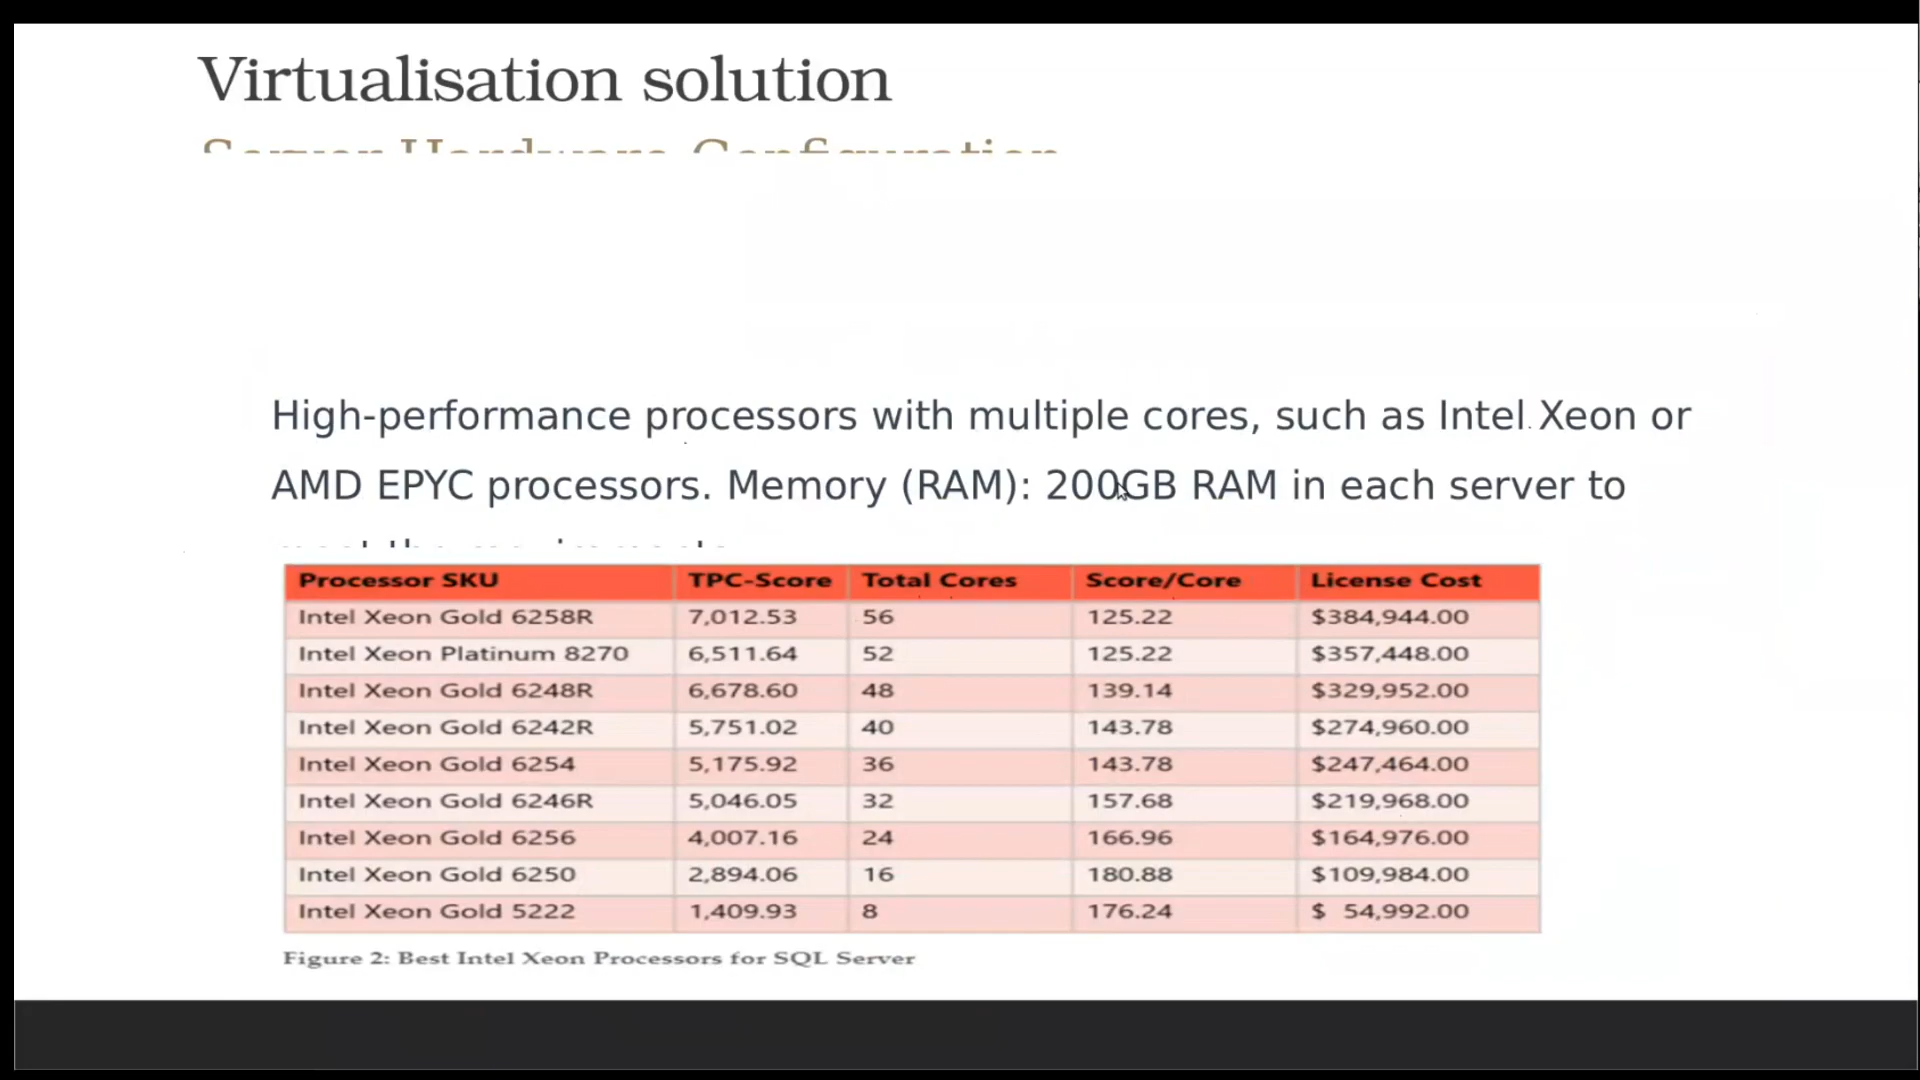 Virtualisation solution
Server Hardware Configuration
High-performance processors with multiple cores, such as Intel Xeon or
AMD EPYC processors. Memory (RAM): 200GB RAM in each server to
meet the requirements
Processor SKU TPC-Score Total Cores Score/Core License Cost
Intel Xeon Gold 6258R 7,012.53 56 125.22 $384,944.00
Intel Xeon Platinum 8270 6,511.64 52 125.22 $357,448.00
Intel Xeon Gold 6248R 6,678.60 48 139.14 $329,952.00
Intel Xeon Gold 6242R 5,751.02 40 143.78 $274,960.00
Intel Xeon Gold 6254 5,175.92 36 143.78 $247,464.00
Intel Xeon Gold 6246R 5,046.05 32 157.68 $219,968.00
Intel Xeon Gold 6256 4,007.16 24 166.96 $164,976.00
Intel Xeon Gold 6250 2,894.06 16 180.88 $109,984.00
Intel Xeon Gold 5222 1,409.93 8 176.24 $ 54,992.00
Figure 2: Best Intel Xeon Processors for SQL Server